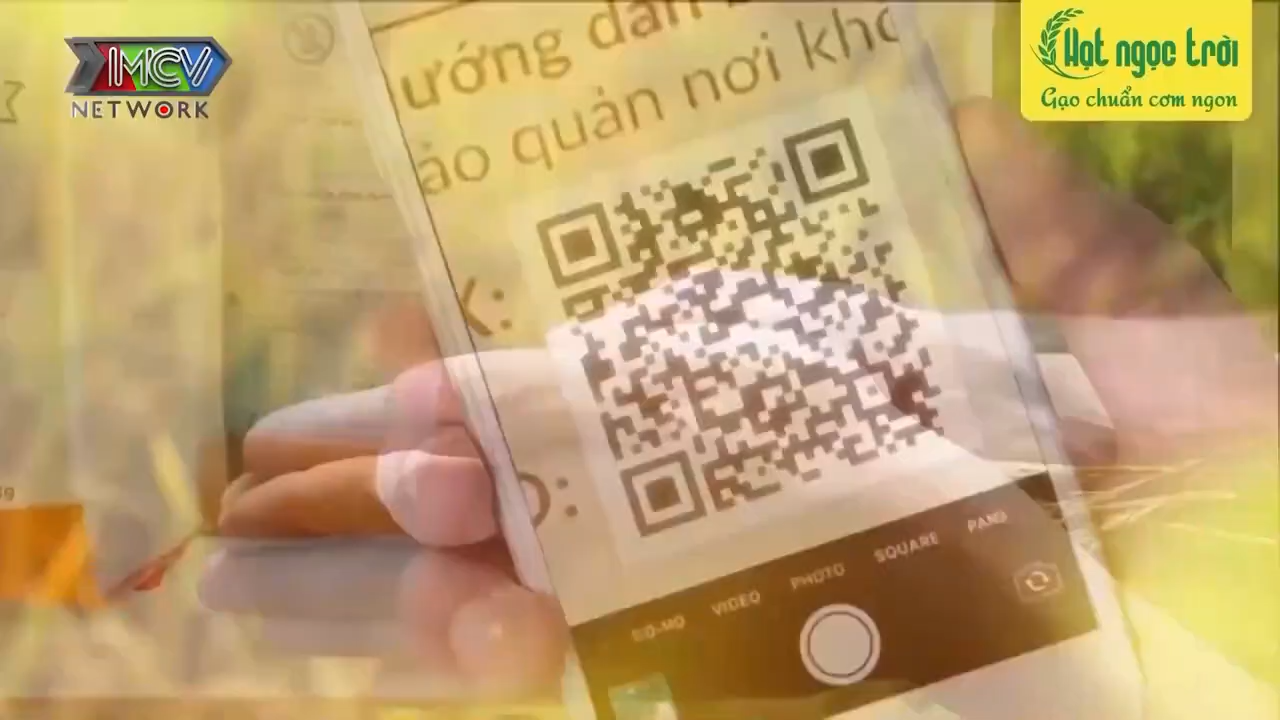 MCV
NETWORK
Hạt ngọc trời
Gạo chuẩn cơm ngon
ướng dẫn
ảo quản nơi khô
X:
D:
SLO-MO VIDEO PHOTO SQUARE PANO